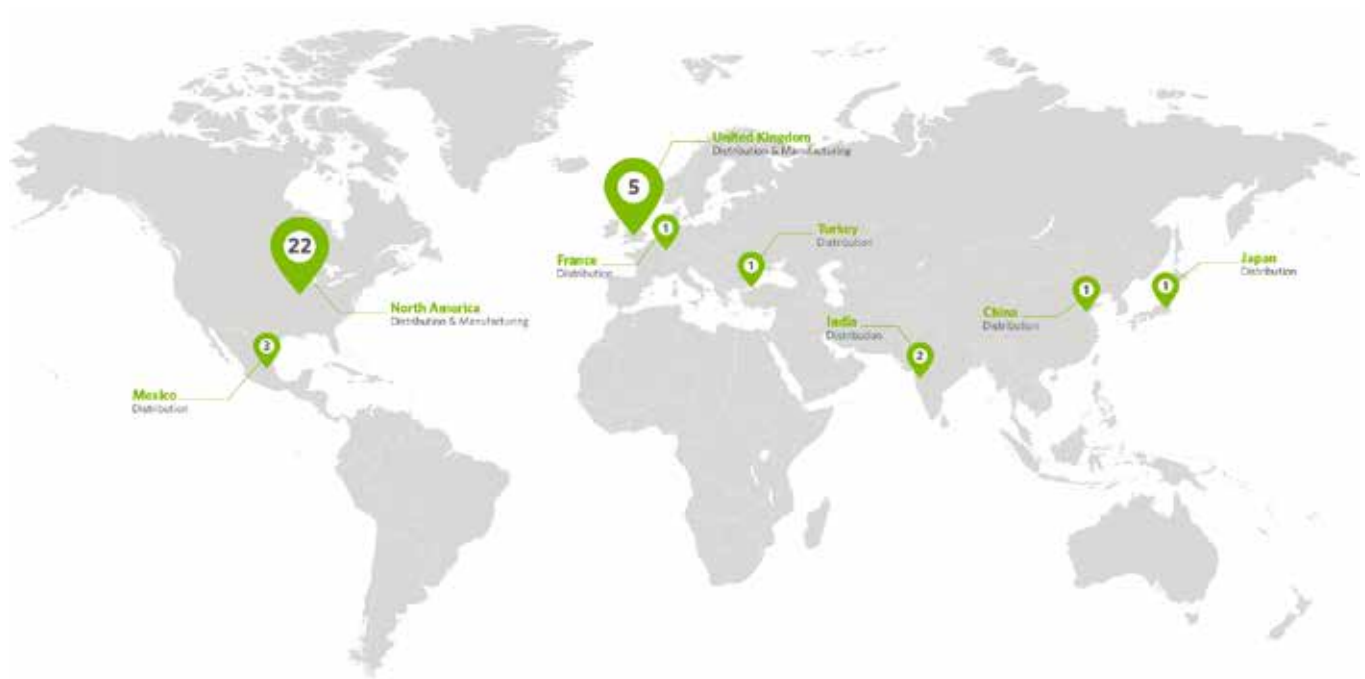 United Kingdom
Distribution & Manufacturing
5
1
22
Turkey
Distribution
France
Distribution
1
Japan
Distribution
1
1
North America
Distribution & Manufacturing
China
Distribution
India
Distribution
2
3
Mexico
Distribution